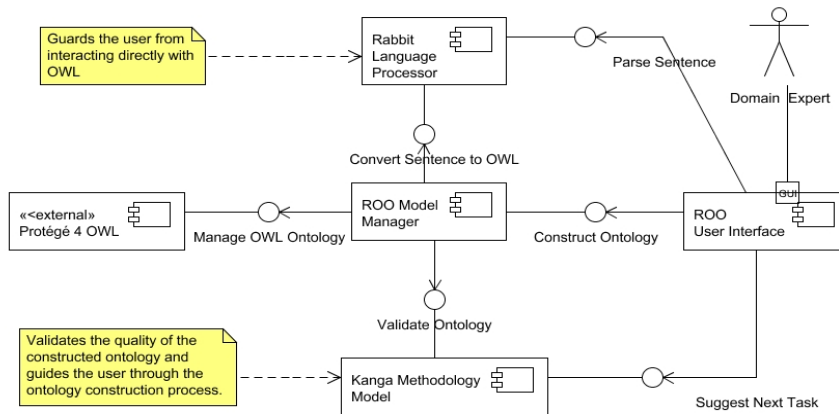 Guards the user from
interacting directly with
OWL
Rabbit
Language
Processor
Parse Sentence
Domain Expert
Convert Sentence to OWL
GUI
«<external»
Protégé 4 OWL
Manage OWL Ontology
ROO Model
Manager
Construct Ontology
ROO
User Interface
Validate Ontology
Validates the quality of the
constructed ontology and
guides the user through the
ontology construction process.
Kanga Methodology
Model
Suggest Next Task